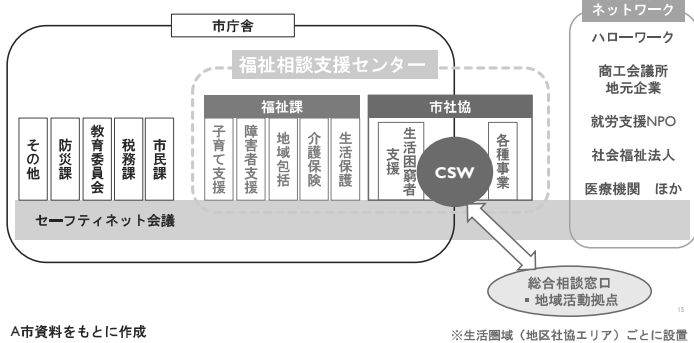 市庁舎
ネットワーク
ハローワーク
商工会議所
地元企業
就労支援NPO
社会福祉法人
医療機関 ほか
福祉相談支援センター
福祉課
市社協
その他
防災課
教育委員会
税務課
市民課
子育て支援
障害者支援
地域包括
介護保険
生活保護
生活困窮者
支援
CSW
各種事業
セーフティネット会議
総合相談窓口
・地域活動拠点
15
A市資料をもとに作成
※生活圏域（地区社協エリア）ごとに設置